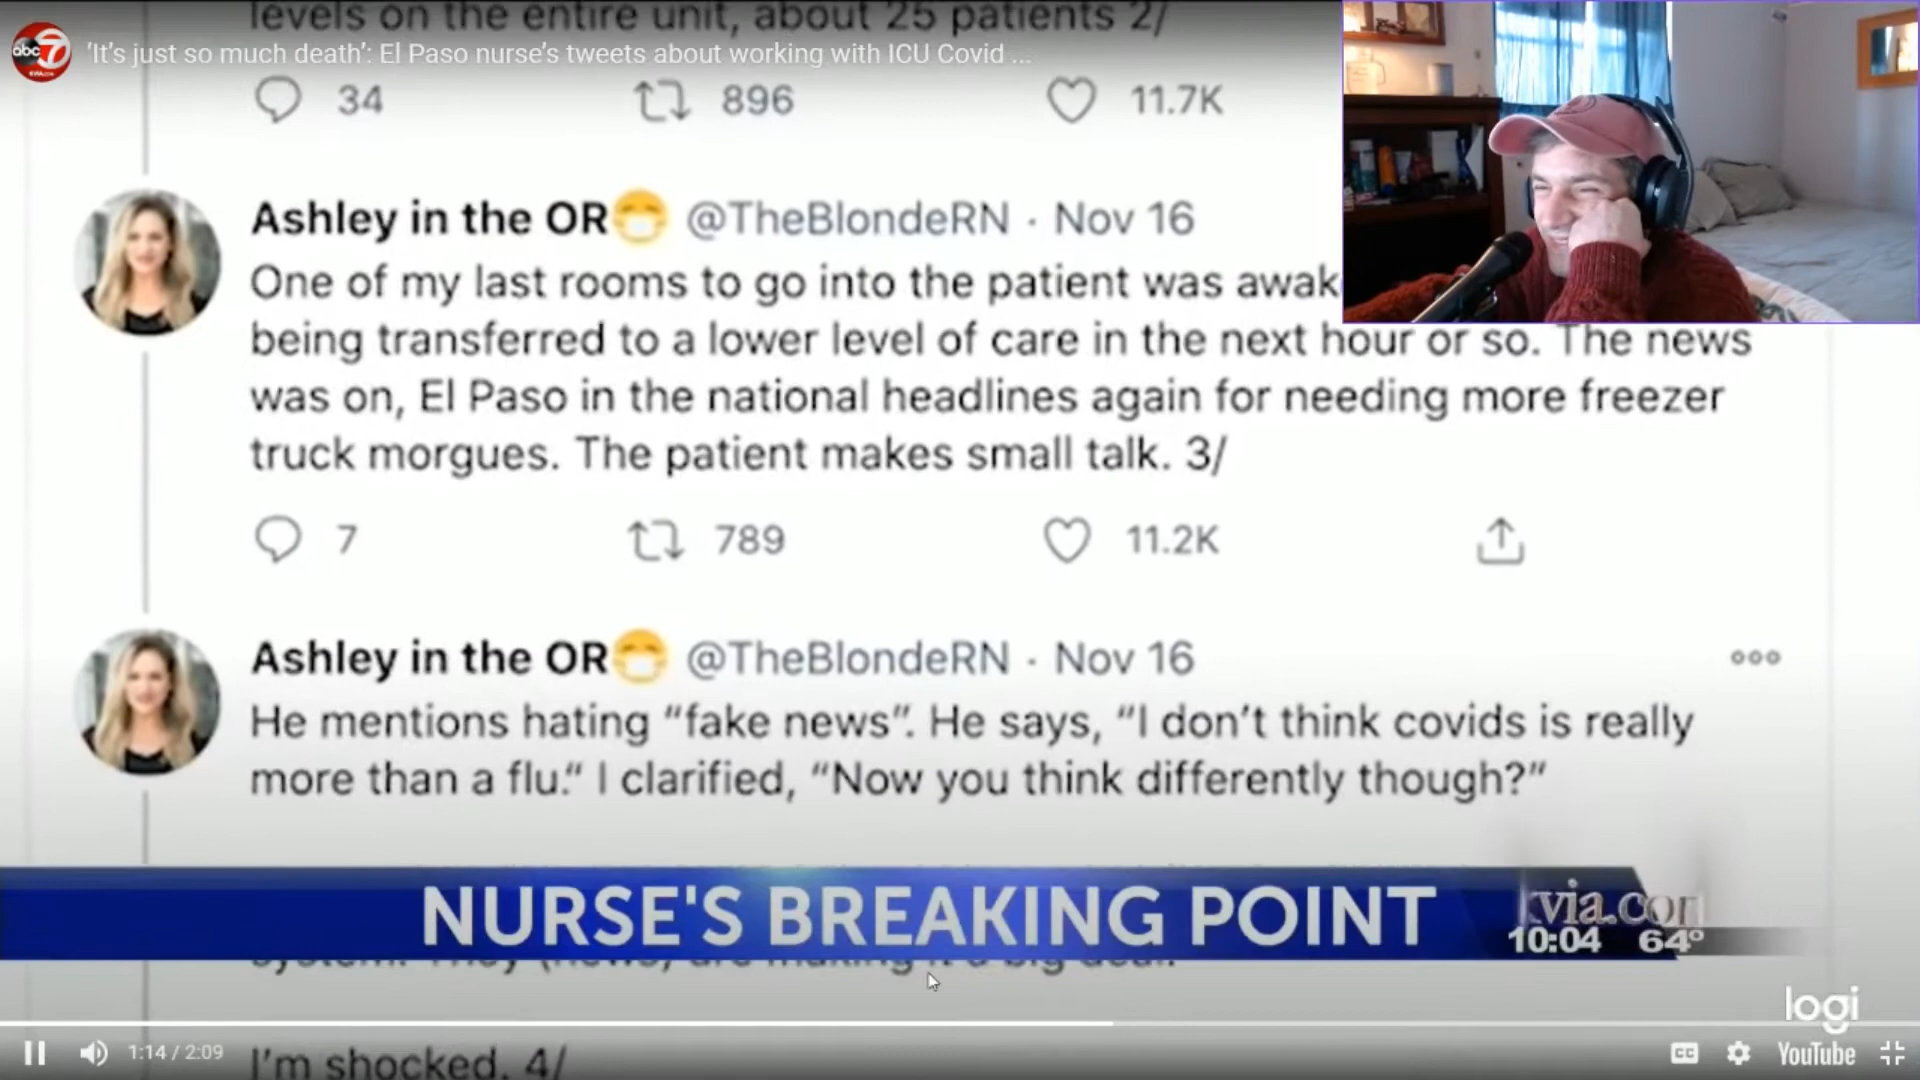 levels on the entire unit, about 25 patients 2/
abc 7
'It's just so much death': El Paso nurse's tweets about working with ICU Covid ...
34 896 11.7K
Ashley in the OR @TheBlondeRN · Nov 16
One of my last rooms to go into the patient was
being transferred to a lower level of care in the next hour or so. The news
was on, El Paso in the national headlines again for needing more freezer
truck morgues. The patient makes small talk. 3/
7 789 11.2K
Ashley in the OR @TheBlondeRN · Nov 16
He mentions hating “fake news”. He says, “I don’t think covids is really
more than a flu.“ I clarified, “Now you think differently though?”
NURSE'S BREAKING POINT
kvia.com
10:04 64°
making big deal.
logi
1:14 / 2:09
CC
YouTube
I’m shocked. 4/